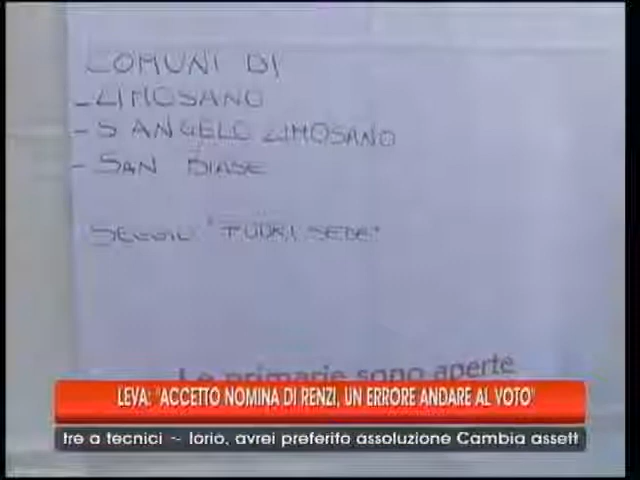 COMUNI DI
- LIMOSANO
- S ANGELO LIMOSANO
- SAN BIASE
SEGGIO "FUORI SEDE"
Le primarie sono aperte
LEVA: "ACCETTO NOMINA DI RENZI, UN ERRORE ANDARE AL VOTO"
tre a tecnici -- Iorio, avrei preferito assoluzione Cambia assett